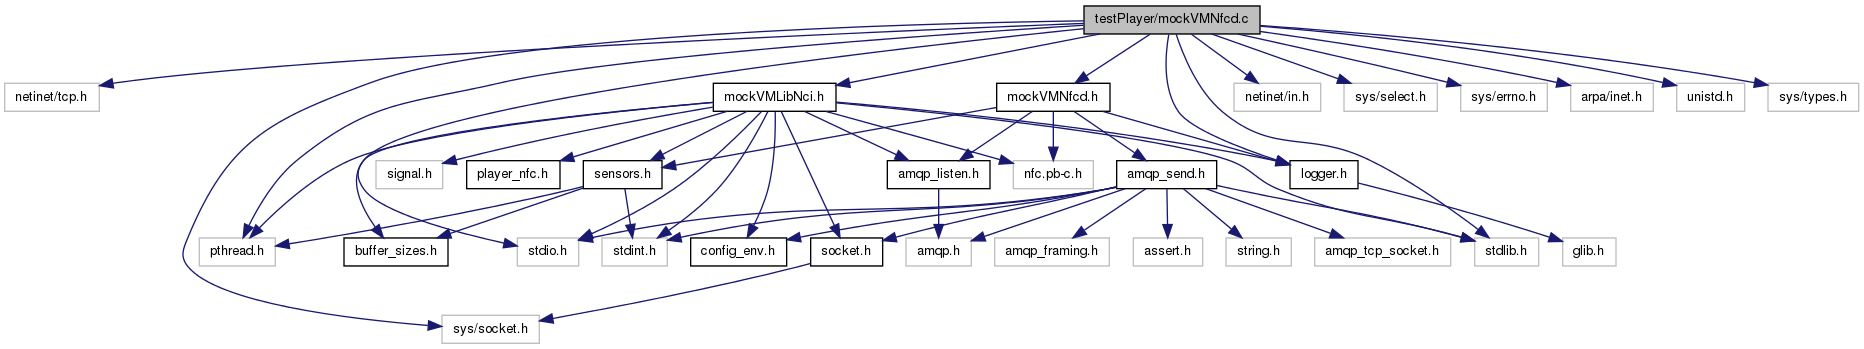 testPlayer/mockVMNfcd.c
netinet/tcp.h
mockVMLibNci.h
mockVMNfcd.h
netinet/in.h
sys/select.h
sys/errno.h
arpa/inet.h
unistd.h
sys/types.h
signal.h
player_nfc.h
sensors.h
amqp_listen.h
nfc.pb-c.h
amqp_send.h
logger.h
pthread.h
buffer_sizes.h
stdio.h
stdint.h
config_env.h
socket.h
amqp.h
amqp_framing.h
assert.h
string.h
amqp_tcp_socket.h
stdlib.h
glib.h
sys/socket.h